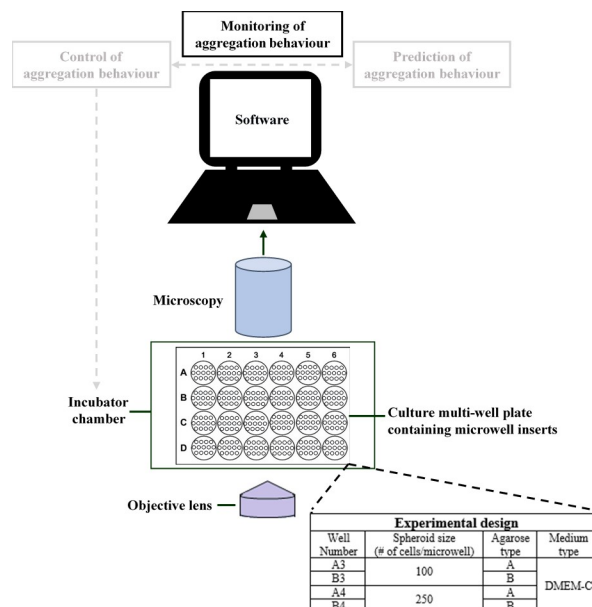 Monitoring of
aggregation behaviour
Control of
aggregation behaviour
Prediction of
aggregation behaviour
Software
Microscopy
1 2 3 4 5 6
A
B
C
D
Incubator
chamber
Culture multi-well plate
containing microwell inserts
Objective lens
Experimental design
Well Number Spheroid size (# of cells/microwell) Agarose type Medium type
A3 100 A DMEM-C
B3 B
A4 250 A
B4 B